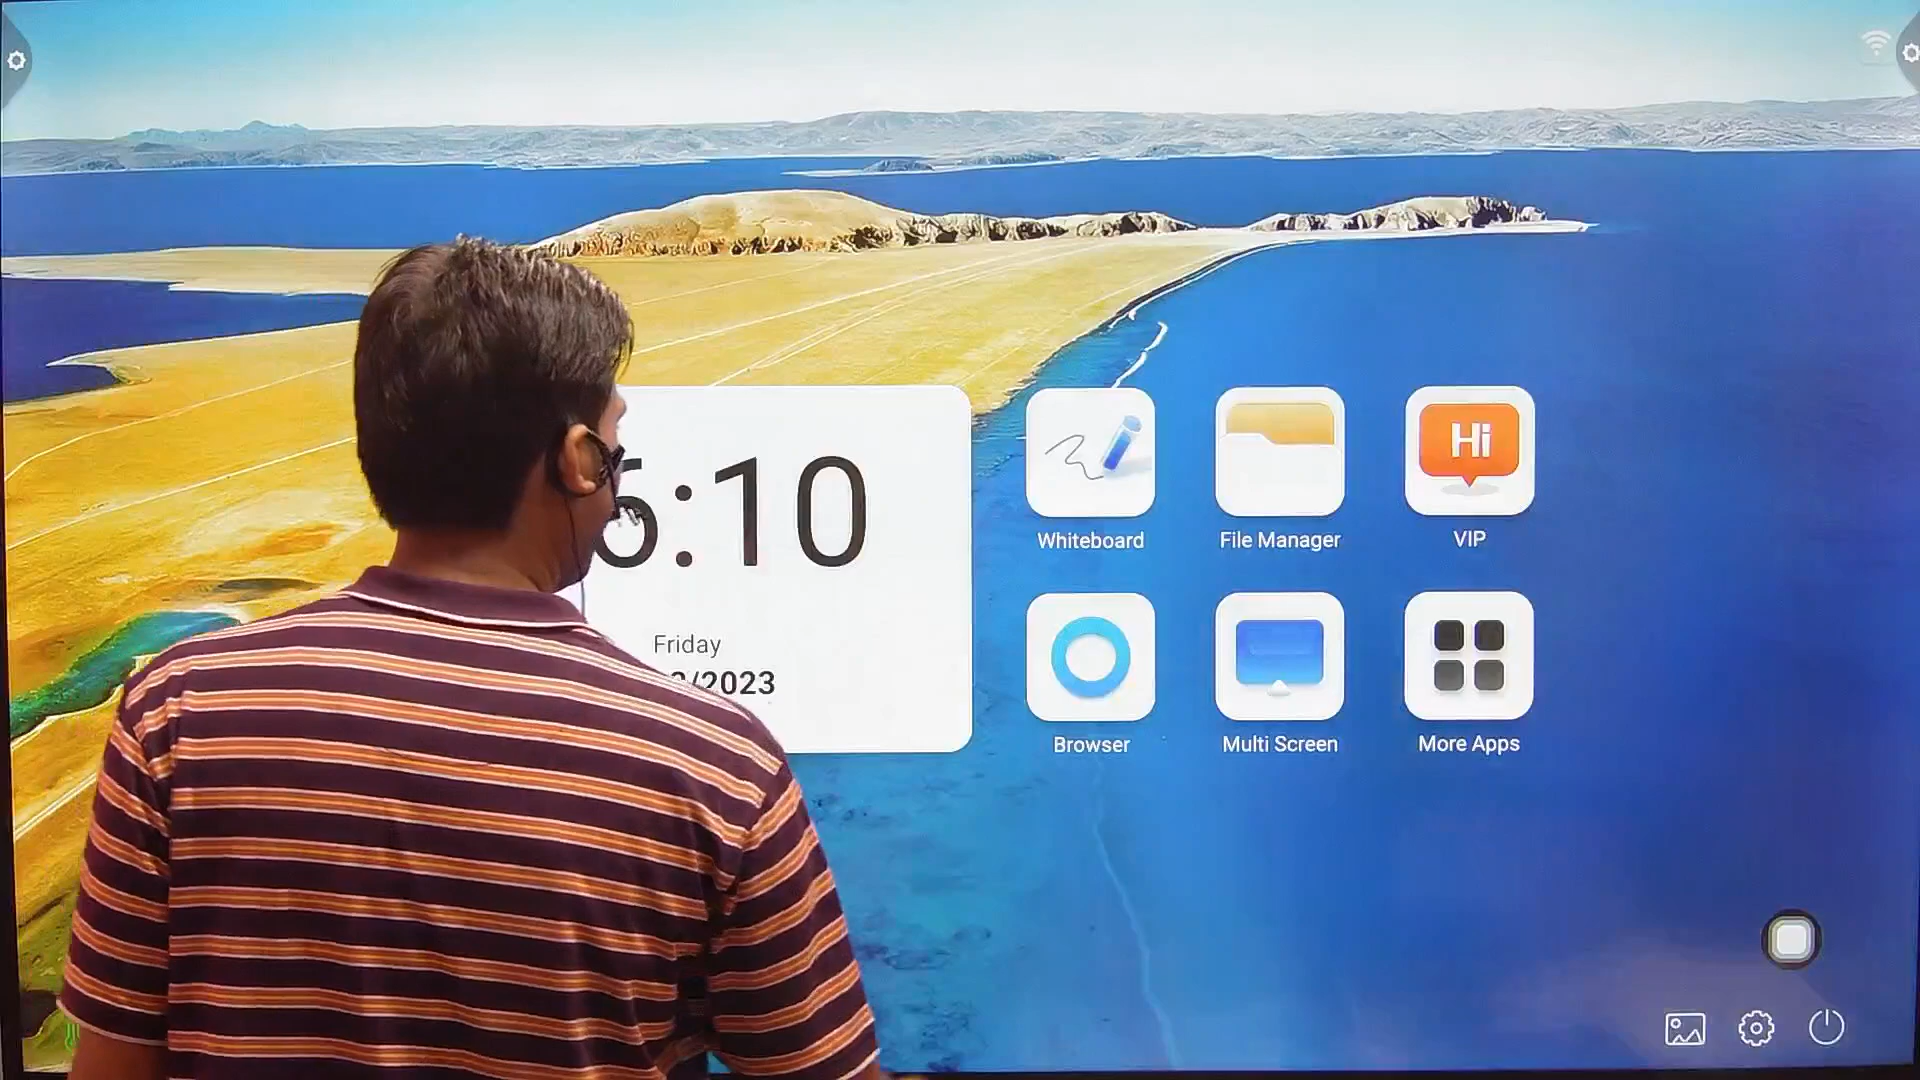 :10
Friday
/2023
Whiteboard
File Manager
Hi
VIP
Browser
Multi Screen
More Apps